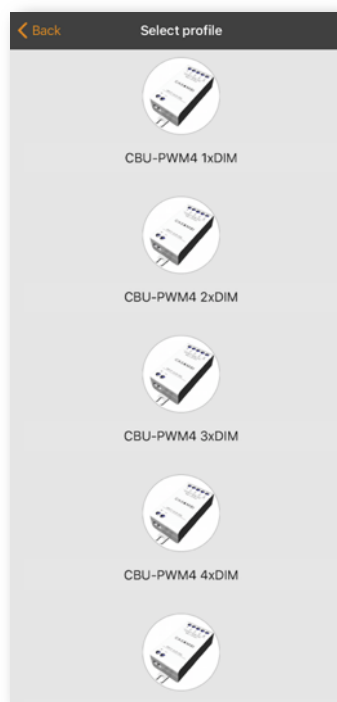 Back
Select profile
CBU-PWM4 1xDIM
CBU-PWM4 2xDIM
CBU-PWM4 3xDIM
CBU-PWM4 4xDIM